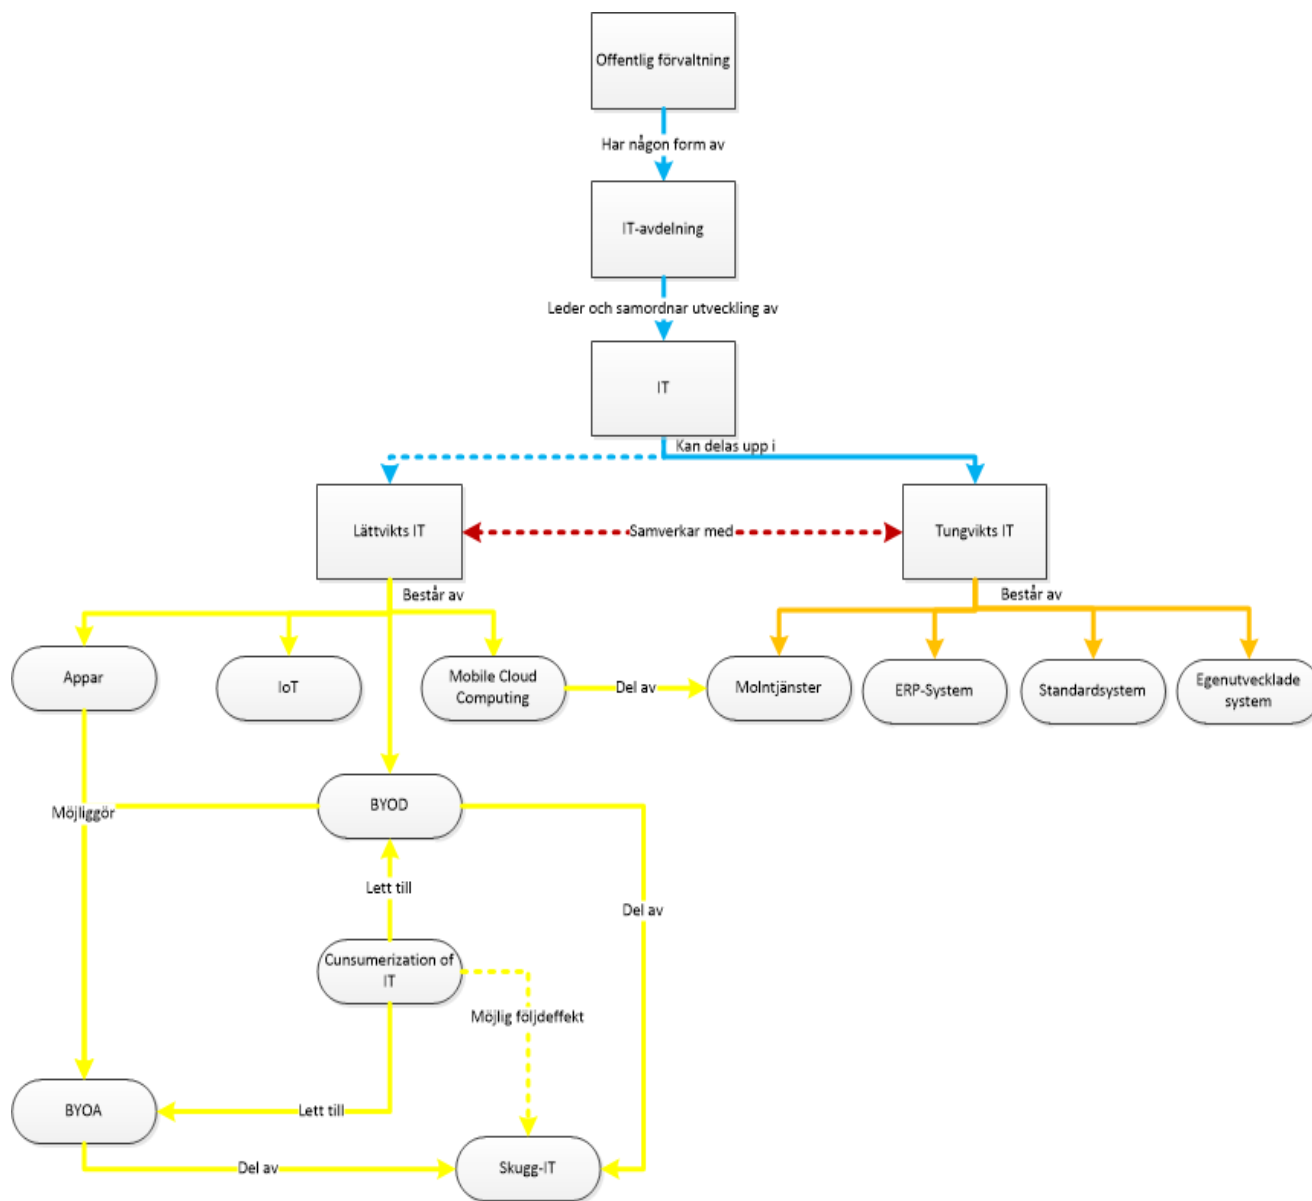 Offentlig förvaltning
Har någon form av
IT-avdelning
Leder och samordnar utveckling av
IT
Kan delas upp i
Lättvikts IT
Samverkar med
Tungvikts IT
Består av
Består av
Appar
IoT
Mobile Cloud
Computing
Del av
Molntjänster
ERP-System
Standardsystem
Egenutvecklade
system
Möjliggör
BYOD
Lett till
Del av
Cunsumerization of
IT
Möjlig följdeffekt
BYOA
Lett till
Del av
Skugg-IT